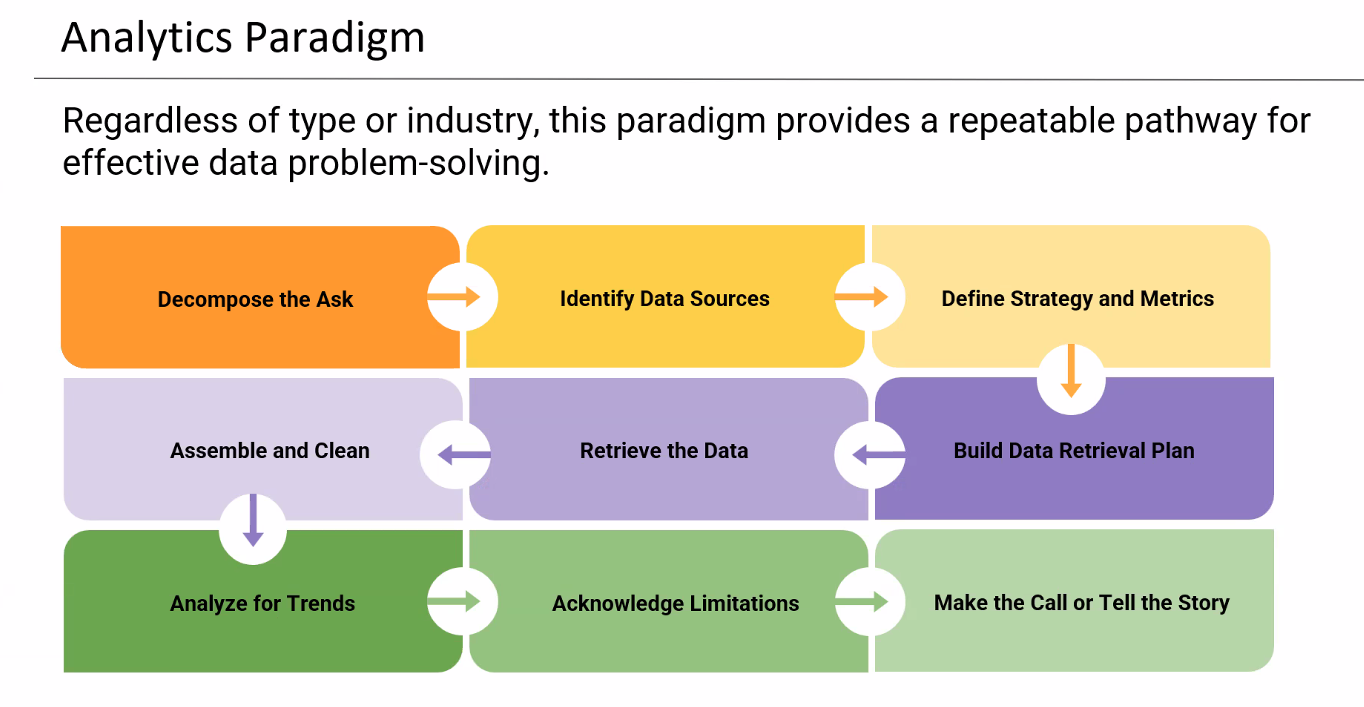 Analytics Paradigm
Regardless of type or industry, this paradigm provides a repeatable pathway for
effective data problem-solving.
Decompose the Ask
Identify Data Sources
Define Strategy and Metrics
Build Data Retrieval Plan
Retrieve the Data
Assemble and Clean
Analyze for Trends
Acknowledge Limitations
Make the Call or Tell the Story